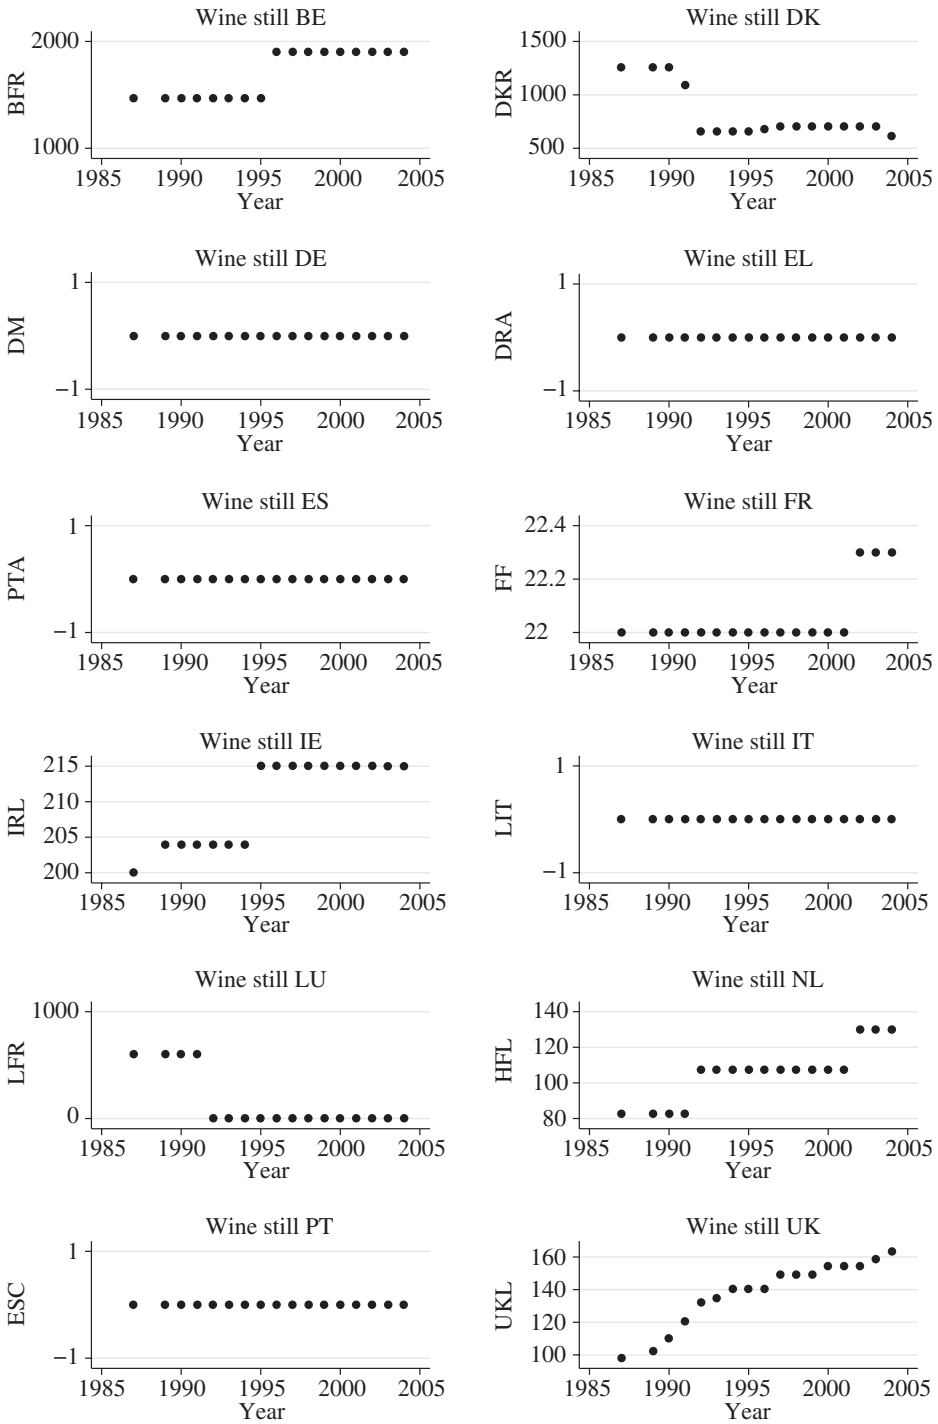 Wine still BE
BFR
2000
1000
1985 1990 1995 2000 2005
Year
Wine still DK
DKR
1500
1000
500
1985 1990 1995 2000 2005
Year
Wine still DE
DM
1
−1
1985 1990 1995 2000 2005
Year
Wine still EL
DRA
1
−1
1985 1990 1995 2000 2005
Year
Wine still ES
PTA
1
−1
1985 1990 1995 2000 2005
Year
Wine still FR
FF
22.4
22.2
22
1985 1990 1995 2000 2005
Year
Wine still IE
IRL
215
210
205
200
1985 1990 1995 2000 2005
Year
Wine still IT
LIT
1
−1
1985 1990 1995 2000 2005
Year
Wine still LU
LFR
1000
0
1985 1990 1995 2000 2005
Year
Wine still NL
HFL
140
120
100
80
1985 1990 1995 2000 2005
Year
Wine still PT
ESC
1
−1
1985 1990 1995 2000 2005
Year
Wine still UK
UKL
160
140
120
100
1985 1990 1995 2000 2005
Year